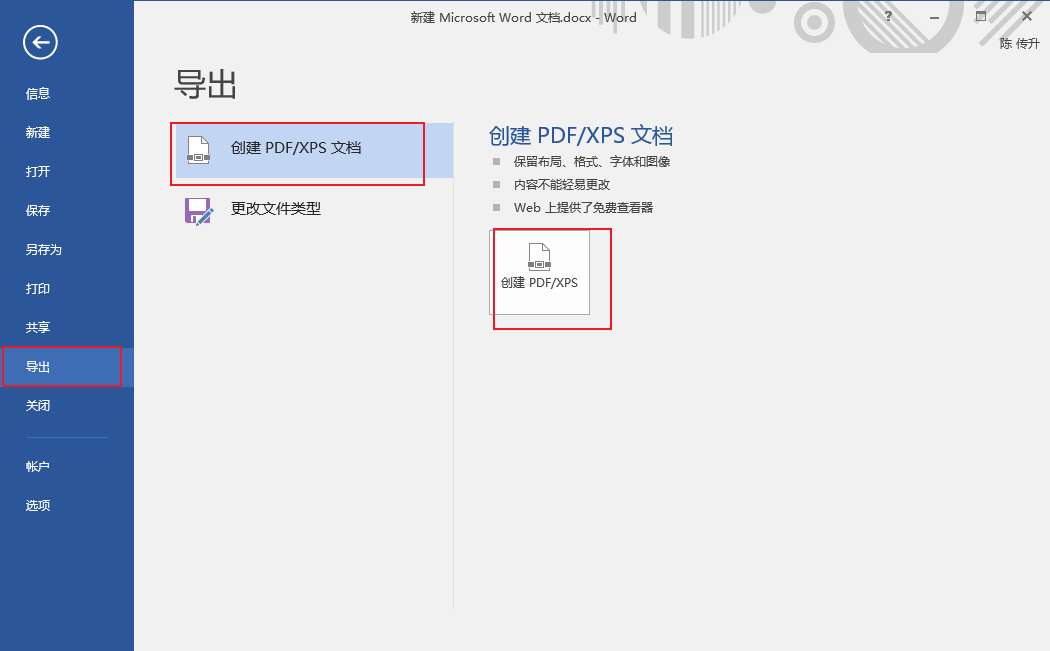 新建 Microsoft Word 文档.docx - Word
?
陈 传升
信息
新建
打开
保存
另存为
打印
共享
导出
关闭
帐户
选项
导出
创建 PDF/XPS 文档
更改文件类型
创建 PDF/XPS 文档
保留布局、格式、字体和图像
内容不能轻易更改
Web 上提供了免费查看器
创建 PDF/XPS